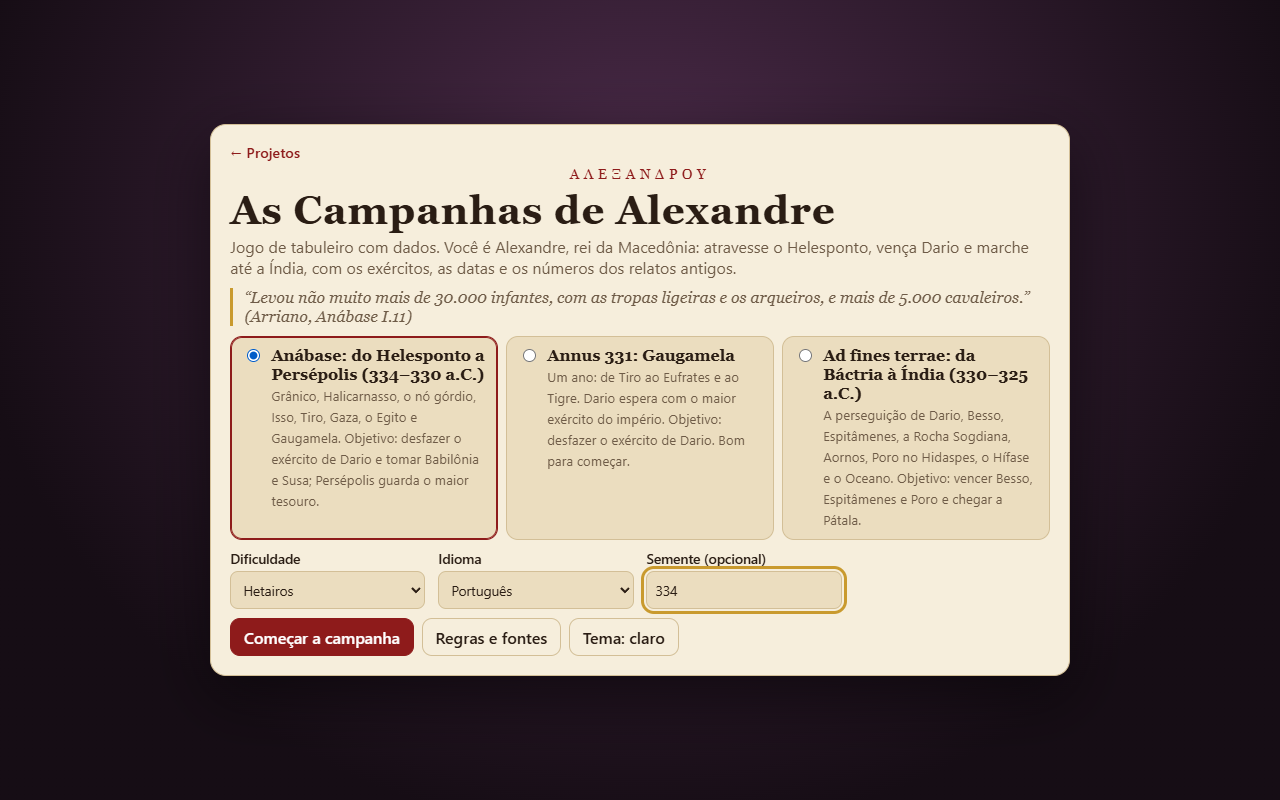 ← Projetos
ΑΛΕΞΑΝΔΡΟΥ
As Campanhas de Alexandre
Jogo de tabuleiro com dados. Você é Alexandre, rei da Macedônia: atravesse o Helesponto, vença Dario e marche
até a Índia, com os exércitos, as datas e os números dos relatos antigos.
“Levou não muito mais de 30.000 infantes, com as tropas ligeiras e os arqueiros, e mais de 5.000 cavaleiros.”
(Arriano, Anábase I.11)
Anábase: do Helesponto a
Persépolis (334–330 a.C.)
Grânico, Halicarnasso, o nó górdio,
Isso, Tiro, Gaza, o Egito e
Gaugamela. Objetivo: desfazer o
exército de Dario e tomar Babilônia
e Susa; Persépolis guarda o maior
tesouro.
Annus 331: Gaugamela
Um ano: de Tiro ao Eufrates e ao
Tigre. Dario espera com o maior
exército do império. Objetivo:
desfazer o exército de Dario. Bom
para começar.
Ad fines terrae: da
Báctria à Índia (330–325
a.C.)
A perseguição de Dario, Besso,
Espitâmenes, a Rocha Sogdiana,
Aornos, Poro no Hidaspes, o Hífase
e o Oceano. Objetivo: vencer Besso,
Espitâmenes e Poro e chegar a
Pátala.
Dificuldade
Hetairos
Idioma
Português
Semente (opcional)
334
Começar a campanha
Regras e fontes
Tema: claro